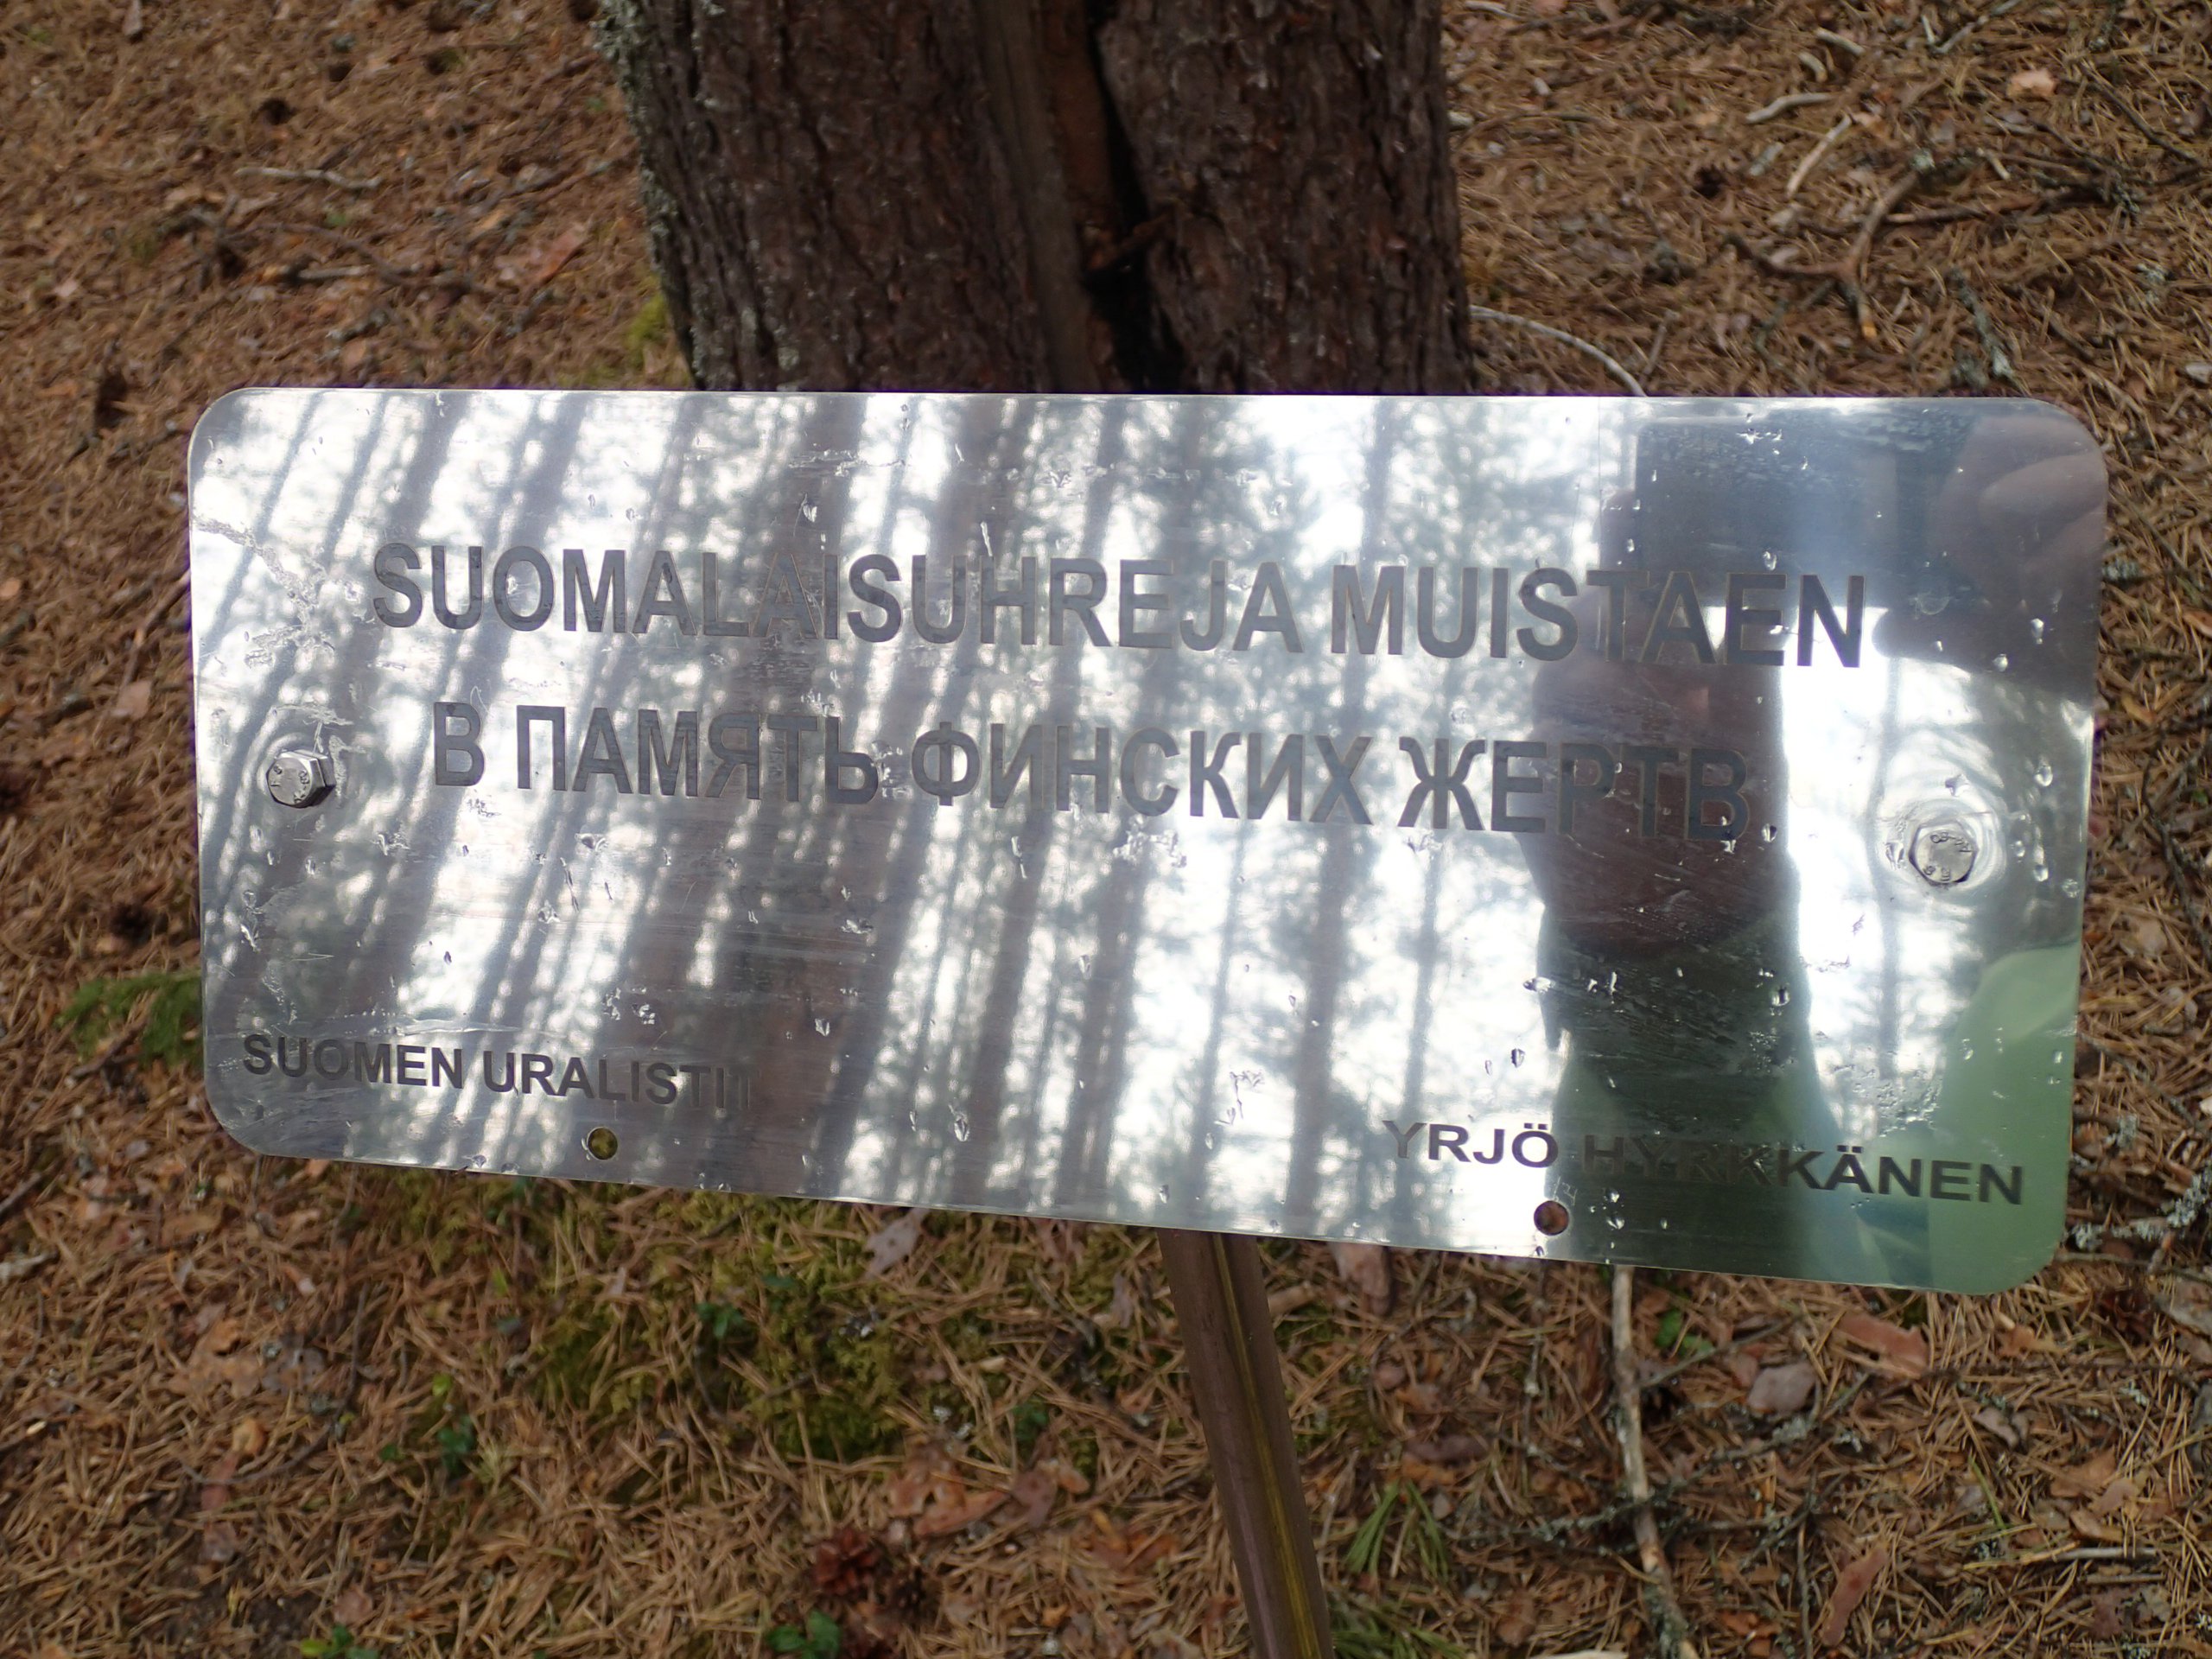 SUOMALAISUHREJA MUISTAEN
В ПАМЯТЬ ФИНСКИХ ЖЕРТВ
SUOMEN URALISTIT
YRJÖ HYRKKÄNEN